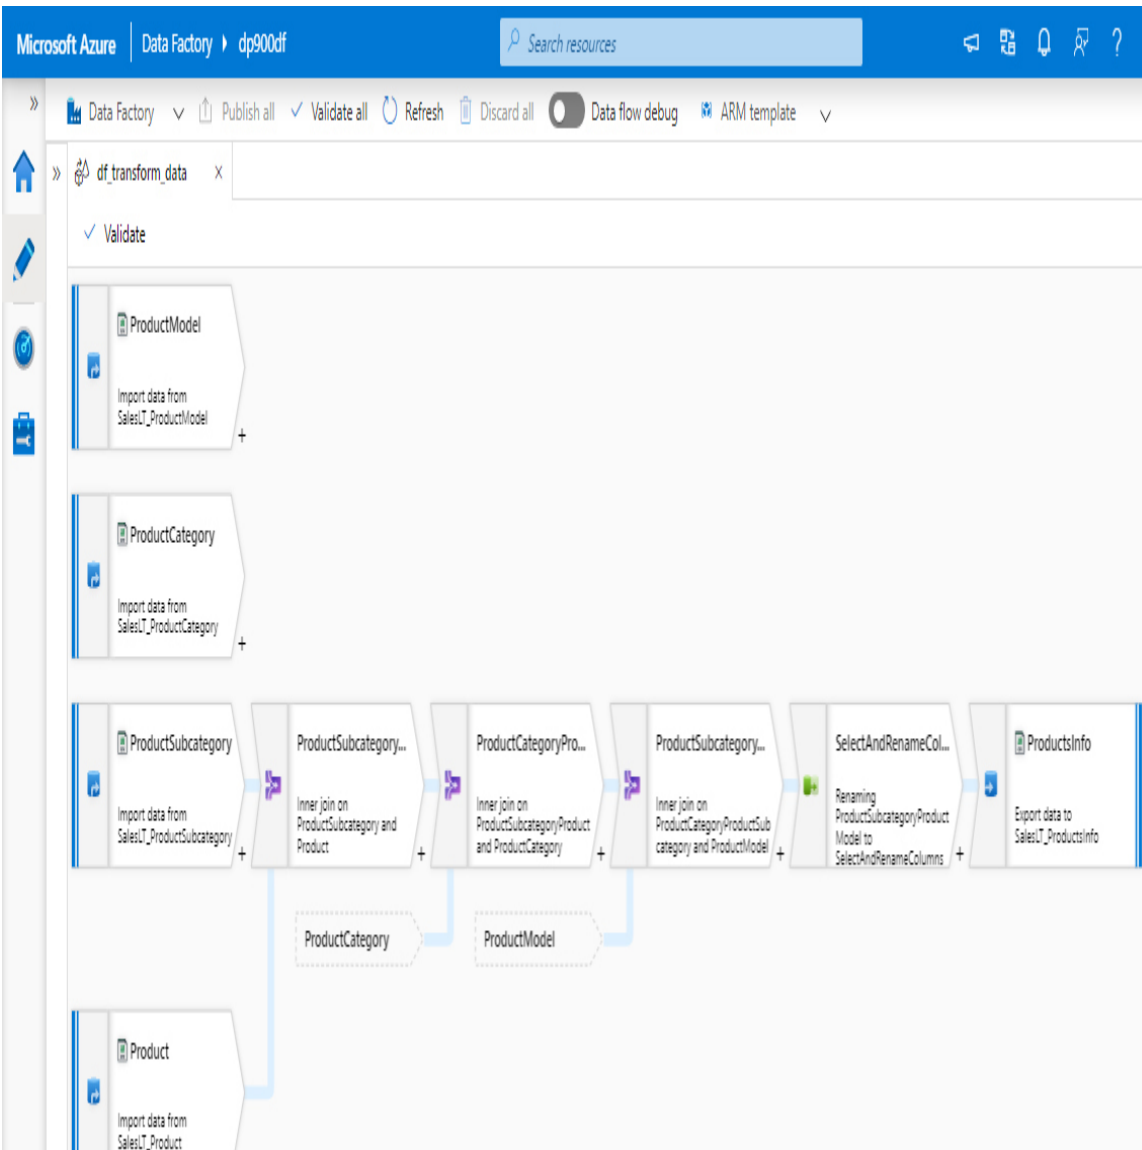 Microsoft Azure Data Factory dp900df Search resources ?
Data Factory Publish all Validate all Refresh Discard all Data flow debug ARM template
df_transform_data
Validate
ProductModel
Import data from
SalesLT_ProductModel
+
ProductCategory
Import data from
SalesLT_ProductCategory
+
ProductSubcategory
Import data from
SalesLT_ProductSubcategory
+
ProductSubcategory...
Inner join on
ProductSubcategory and
Product
+
ProductCategoryPro...
Inner join on
ProductSubcategoryProduct
and ProductCategory
+
ProductSubcategory...
Inner join on
ProductCategoryProductSub
category and ProductModel
+
SelectAndRenameCol...
Renaming
ProductSubcategoryProduct
Model to
SelectAndRenameColumns
+
ProductsInfo
Export data to
SalesLT_ProductsInfo
ProductCategory
ProductModel
Product
Import data from
SalesLT_Product